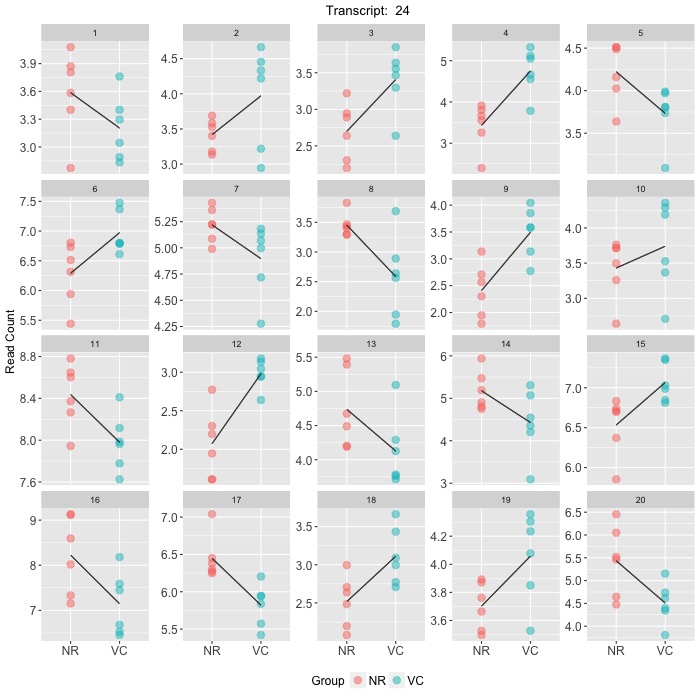 Transcript: 24
1 2 3 4 5
3.9 3.6 3.3 3.0
4.5 4.0 3.5 3.0
3.5 3.0 2.5
5 4 3
4.5 4.0 3.5
6 7 8 9 10
7.5 7.0 6.5 6.0 5.5
5.25 5.00 4.75 4.50 4.25
3.5 3.0 2.5 2.0
4.0 3.5 3.0 2.5 2.0
4.0 3.5 3.0
Read Count
11 12 13 14 15
8.8 8.4 8.0 7.6
3.0 2.5 2.0
5.5 5.0 4.5 4.0
6 5 4 3
7.0 6.5 6.0
16 17 18 19 20
9 8 7
7.0 6.5 6.0 5.5
3.5 3.0 2.5
4.2 4.0 3.8 3.6
6.5 6.0 5.5 5.0 4.5 4.0
NR VC NR VC NR VC NR VC NR VC
Group NR VC